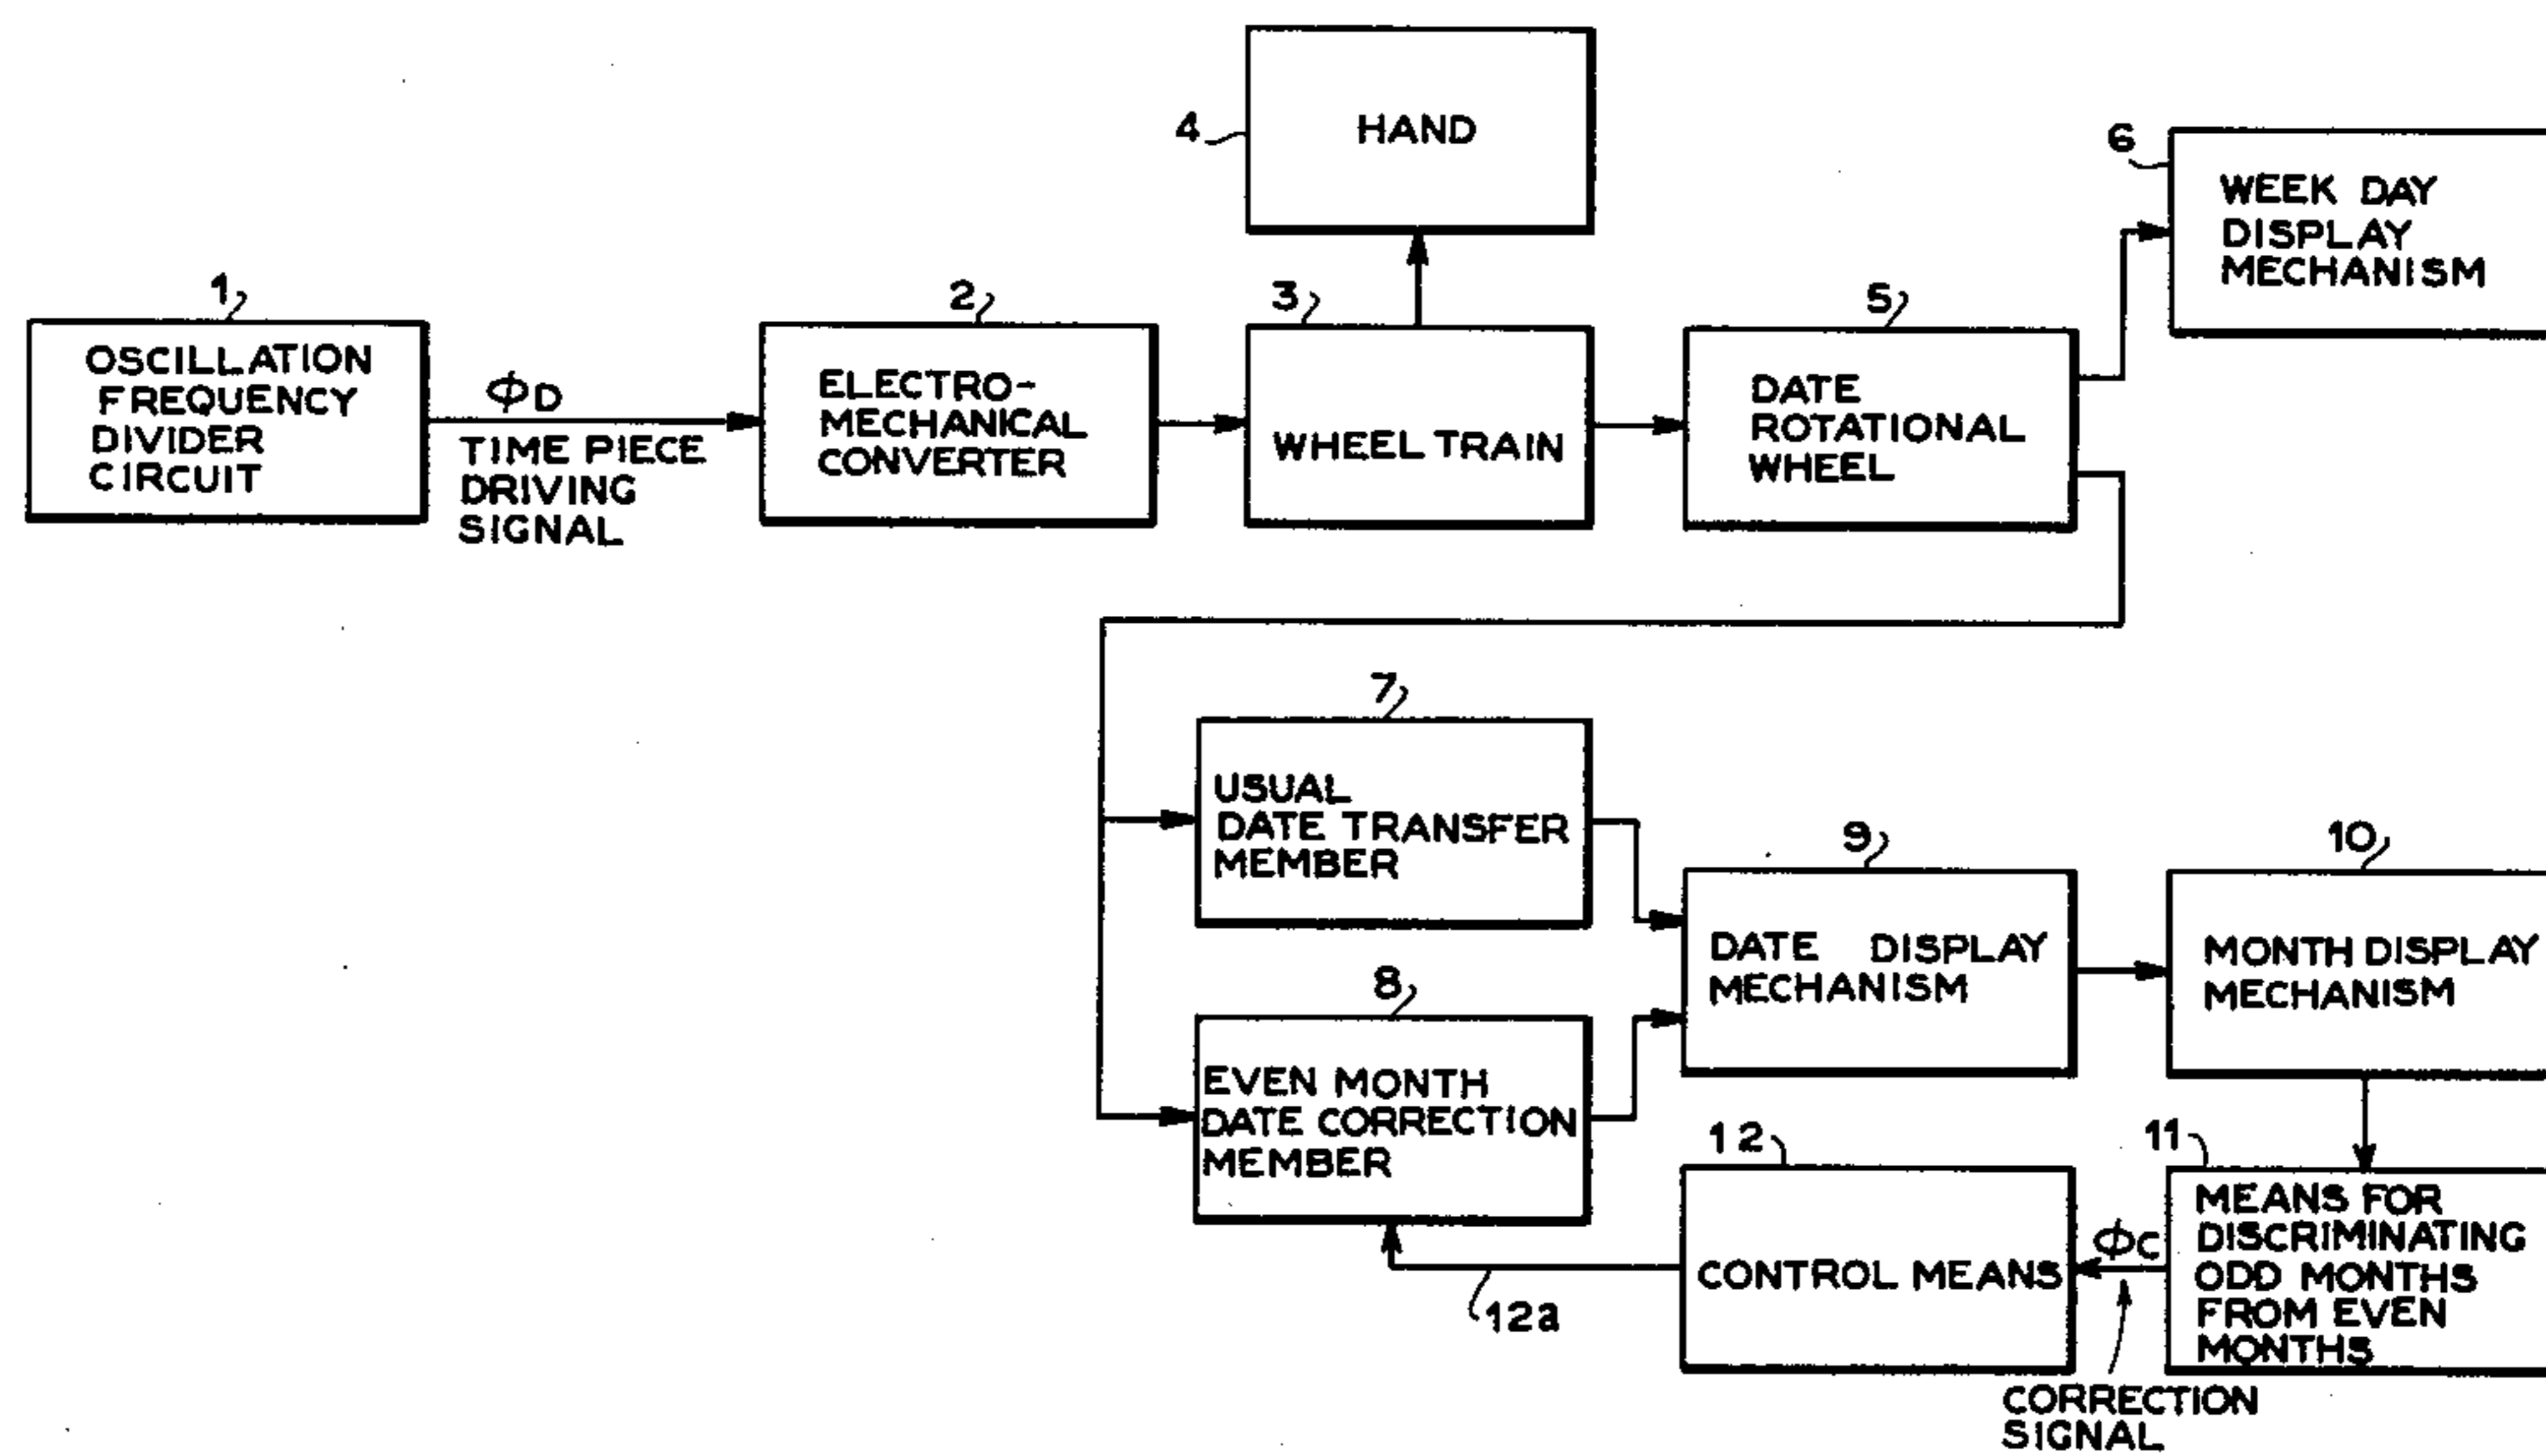 4
HAND
6
WEEK DAY
DISPLAY
MECHANISM
1
OSCILLATION
FREQUENCY
DIVIDER
CIRCUIT
ΦD
TIME PIECE
DRIVING
SIGNAL
2
ELECTRO-
MECHANICAL
CONVERTER
3
WHEEL TRAIN
5
DATE
ROTATIONAL
WHEEL
7
USUAL
DATE TRANSFER
MEMBER
8
EVEN MONTH
DATE CORRECTION
MEMBER
9
DATE DISPLAY
MECHANISM
10
MONTH DISPLAY
MECHANISM
12
CONTROL MEANS
12a
11
MEANS FOR
DISCRIMINATING
ODD MONTHS
FROM EVEN
MONTHS
ΦC
CORRECTION
SIGNAL